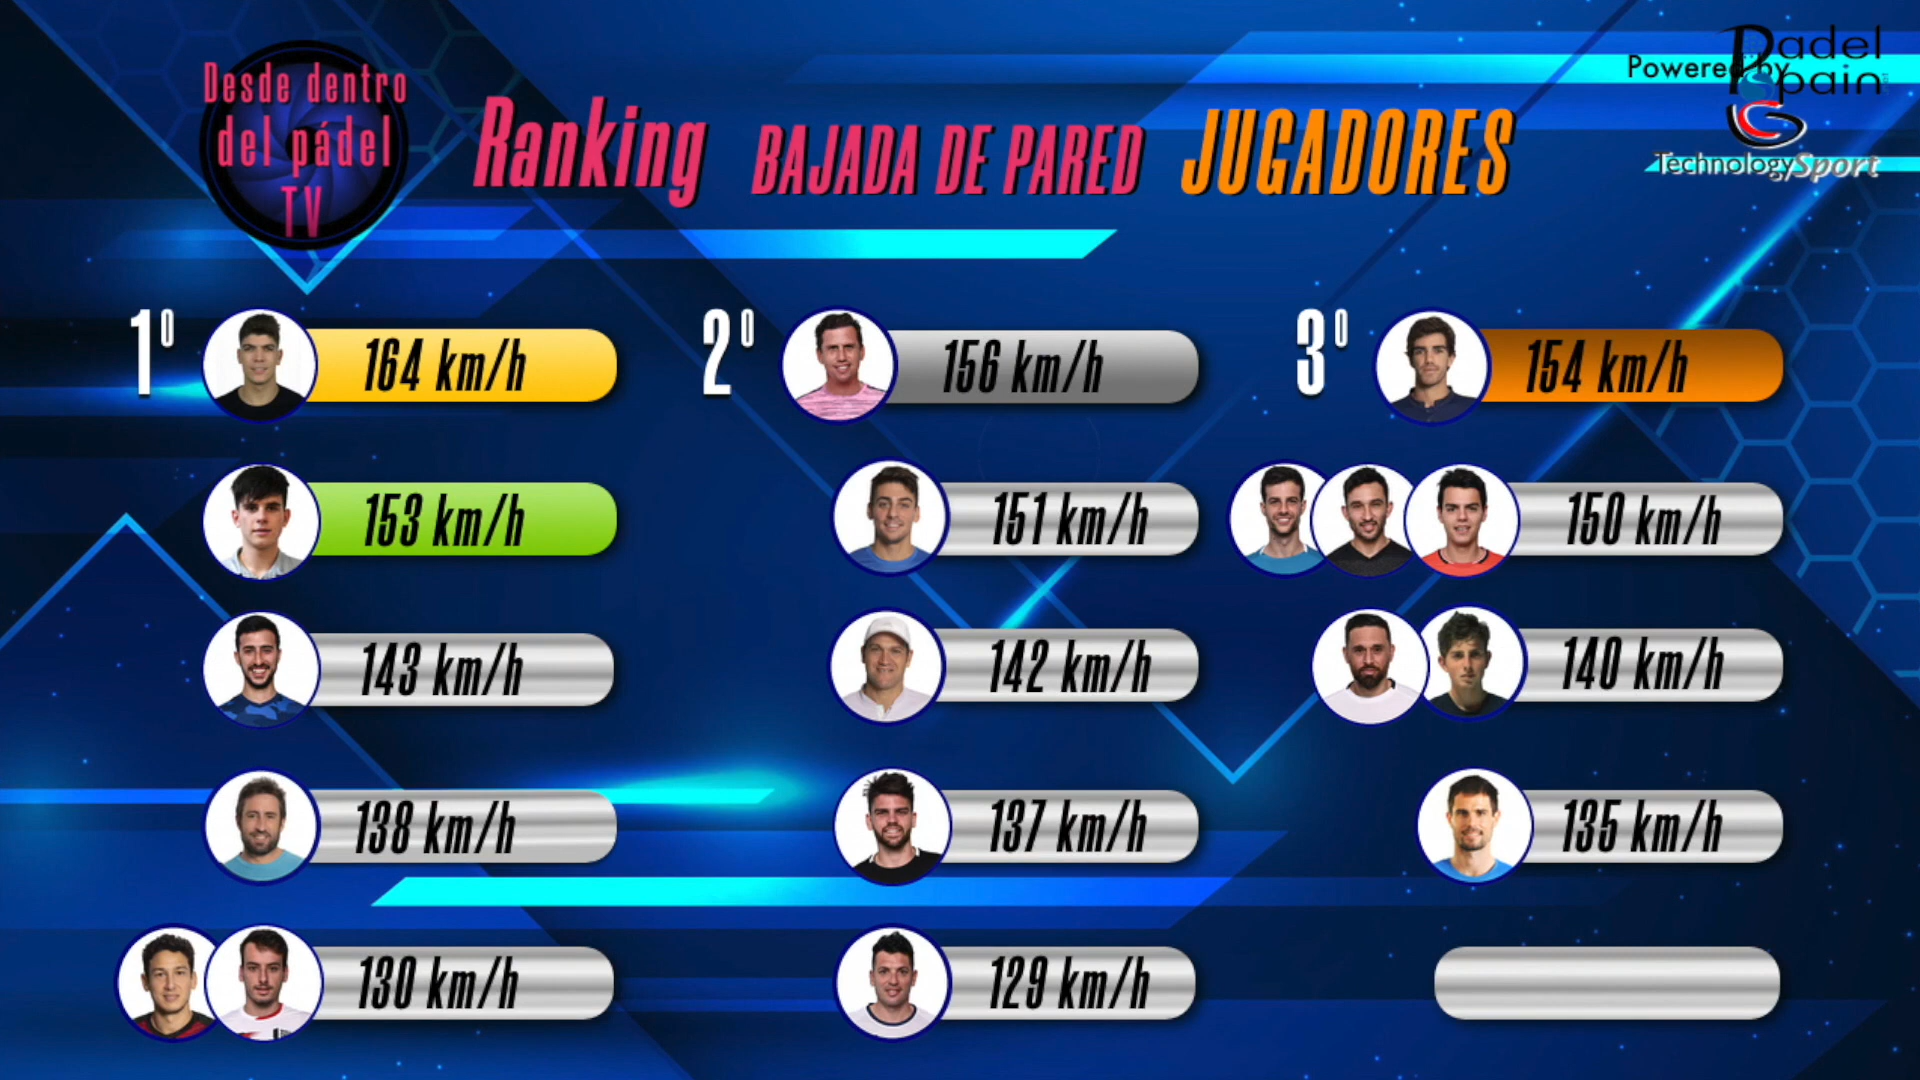 Desde dentro
del pádel
TV
Ranking BAJADA DE PARED JUGADORES
Powered by
Padel
Spain
TechnologySport
1º 164 km/h
2º 156 km/h
3º 154 km/h
153 km/h
151 km/h
150 km/h
143 km/h
142 km/h
140 km/h
138 km/h
137 km/h
135 km/h
130 km/h
129 km/h